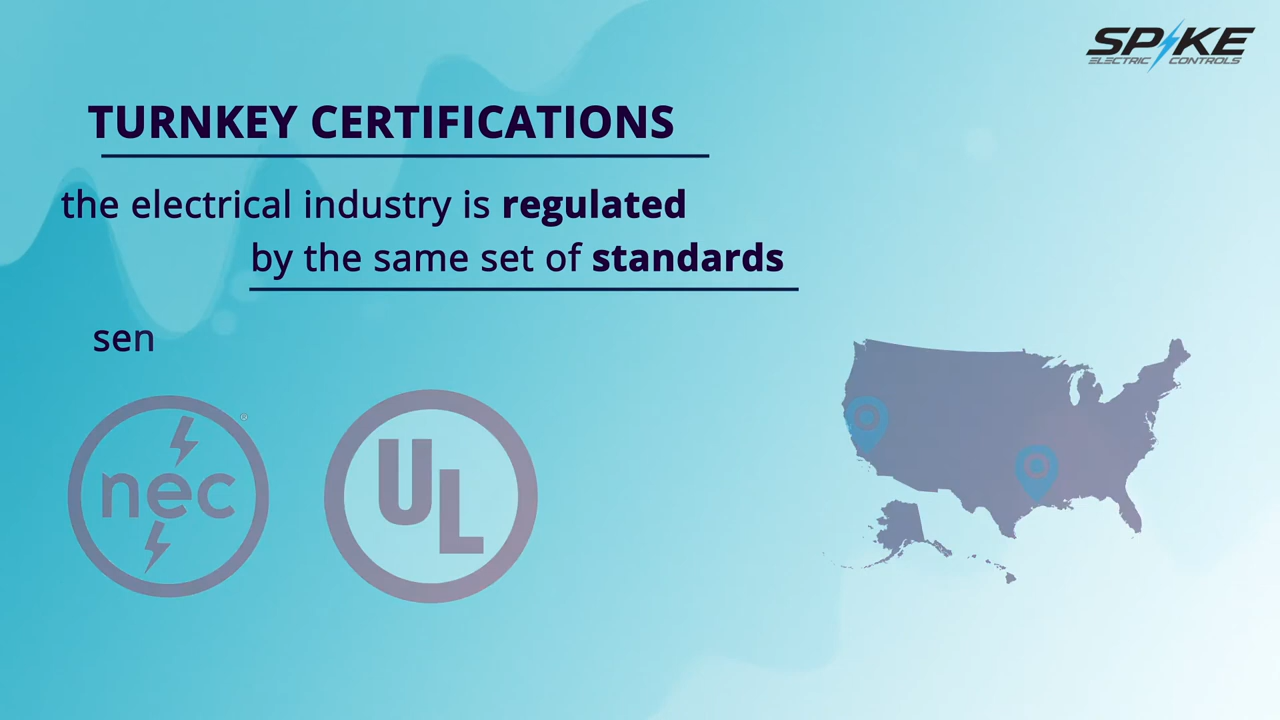 SPIKE
ELECTRIC CONTROLS
TURNKEY CERTIFICATIONS
the electrical industry is regulated
by the same set of standards
sen
nec ®
UL